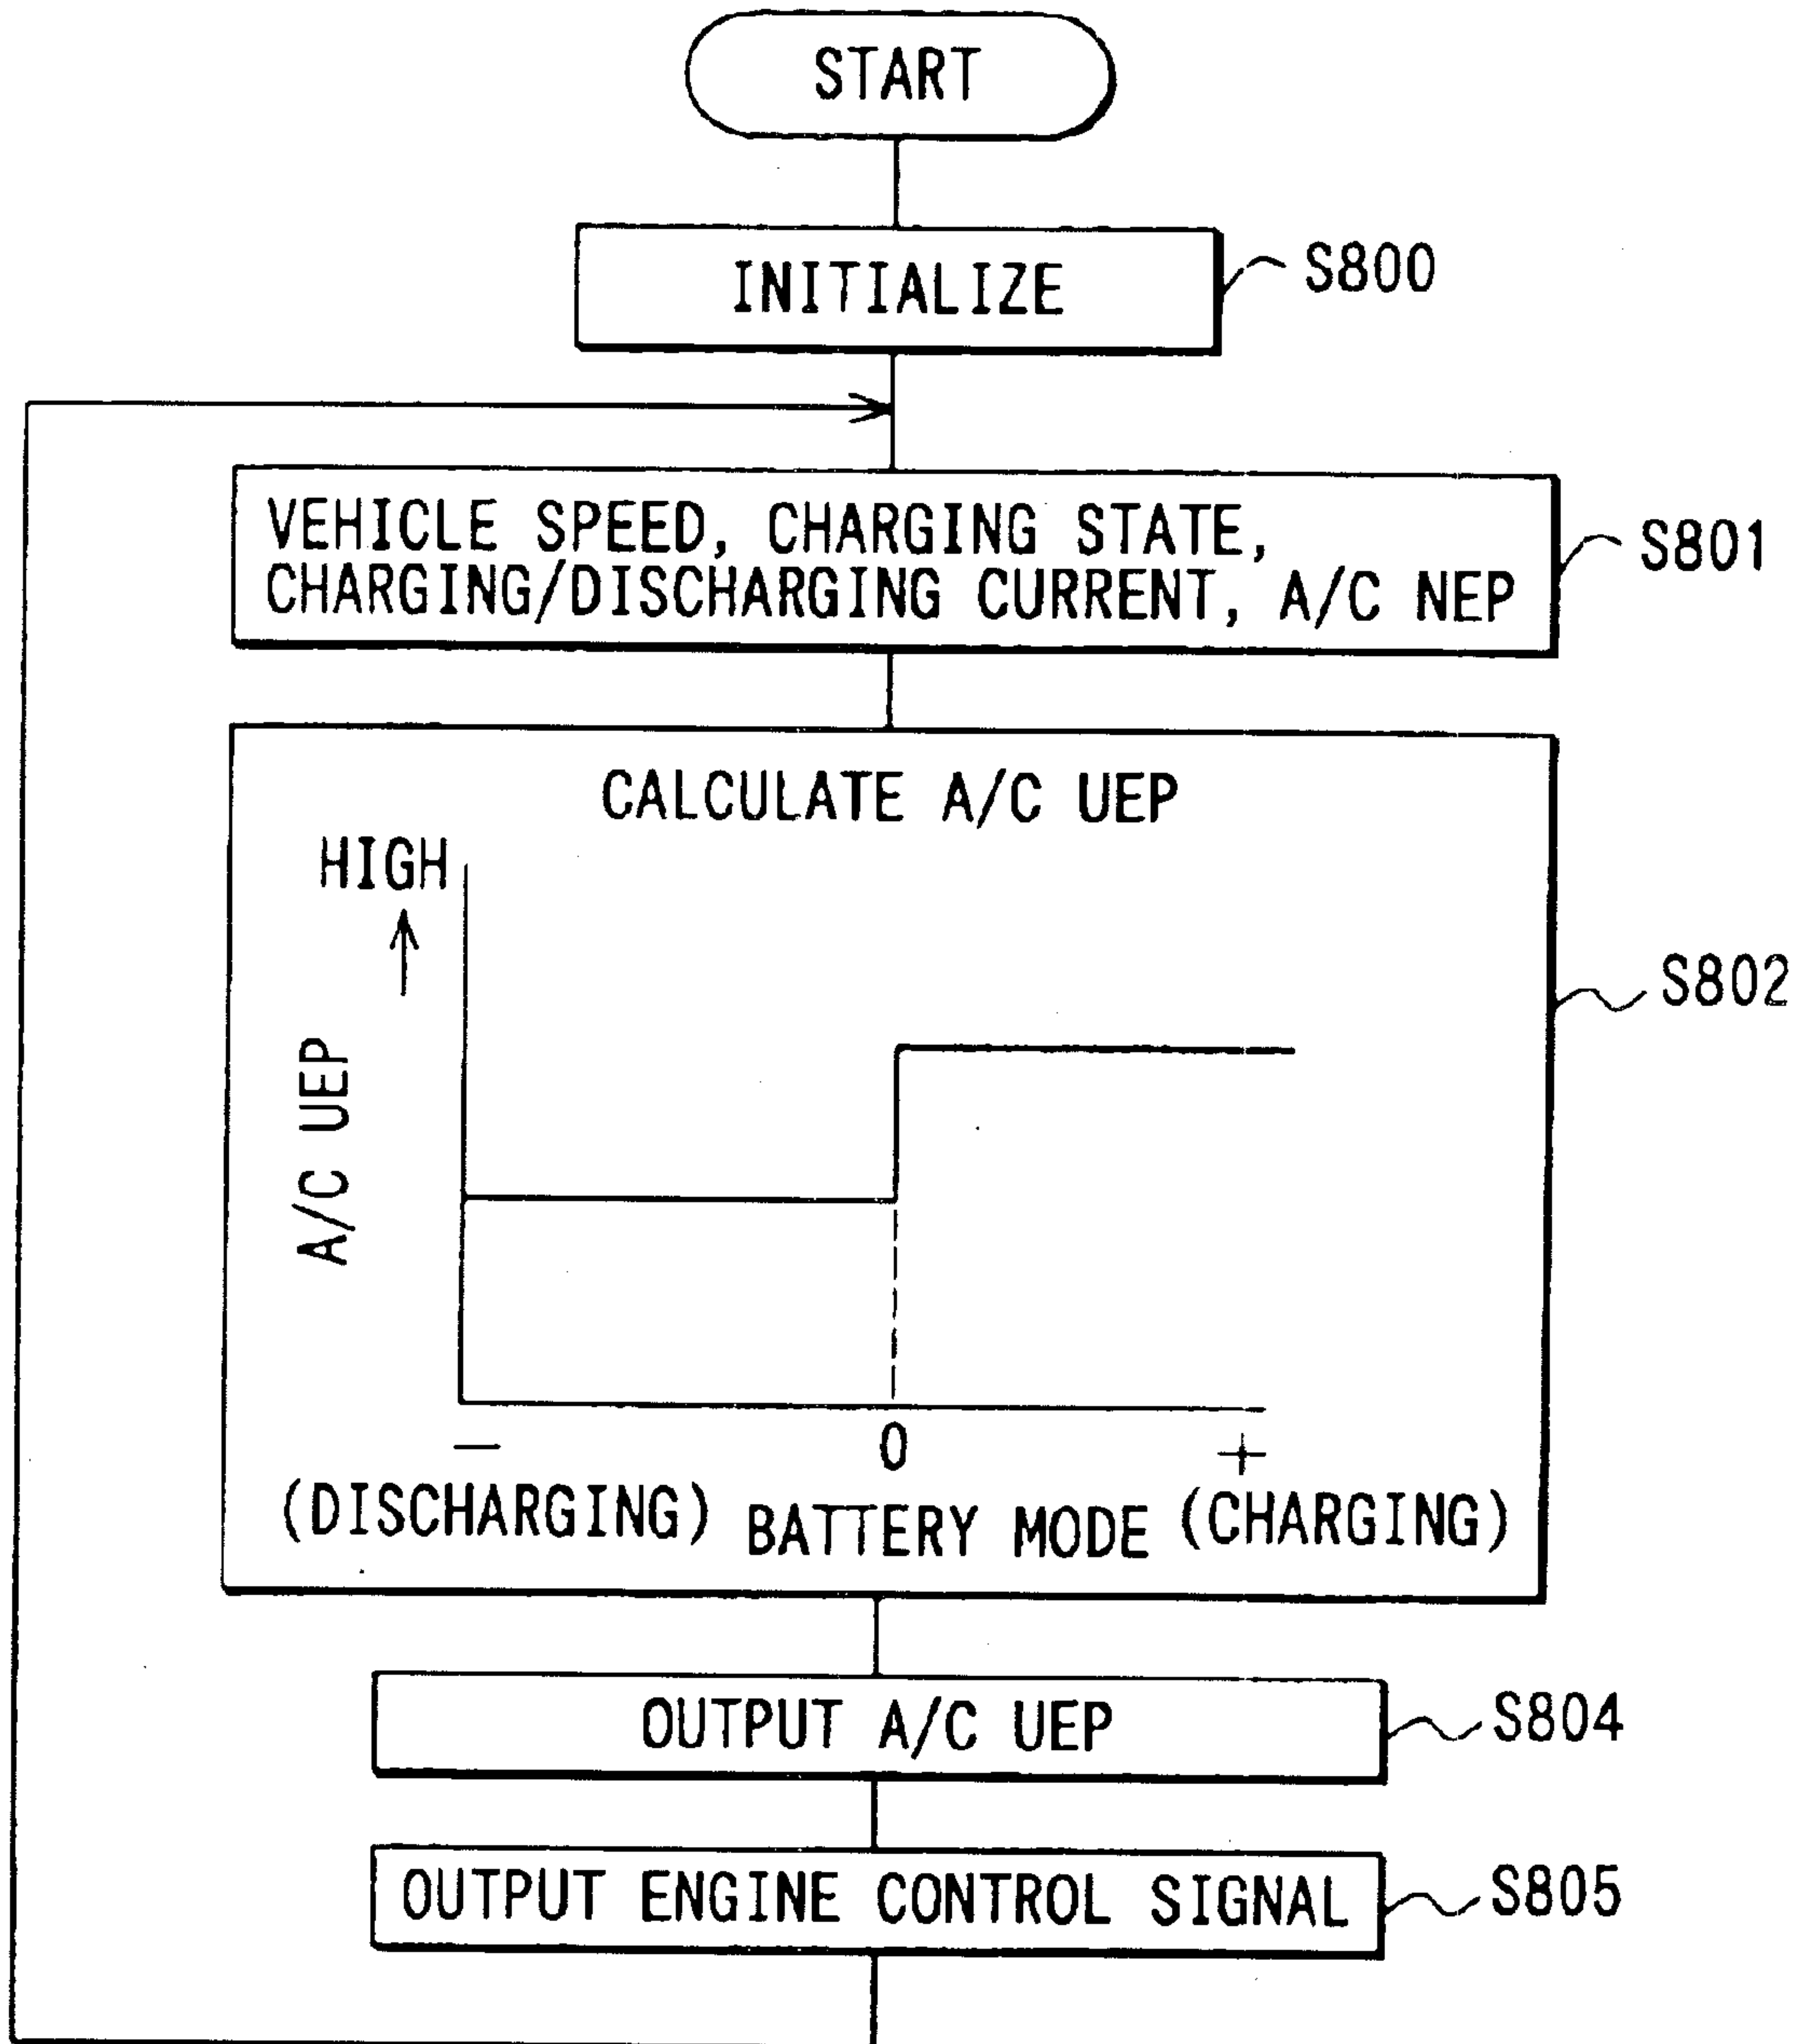 START
INITIALIZE
S800
VEHICLE SPEED, CHARGING STATE,
CHARGING/DISCHARGING CURRENT, A/C NEP
S801
CALCULATE A/C UEP
HIGH
A/C UEP
S802
− 0 +
(DISCHARGING) BATTERY MODE (CHARGING)
OUTPUT A/C UEP
S804
OUTPUT ENGINE CONTROL SIGNAL
S805